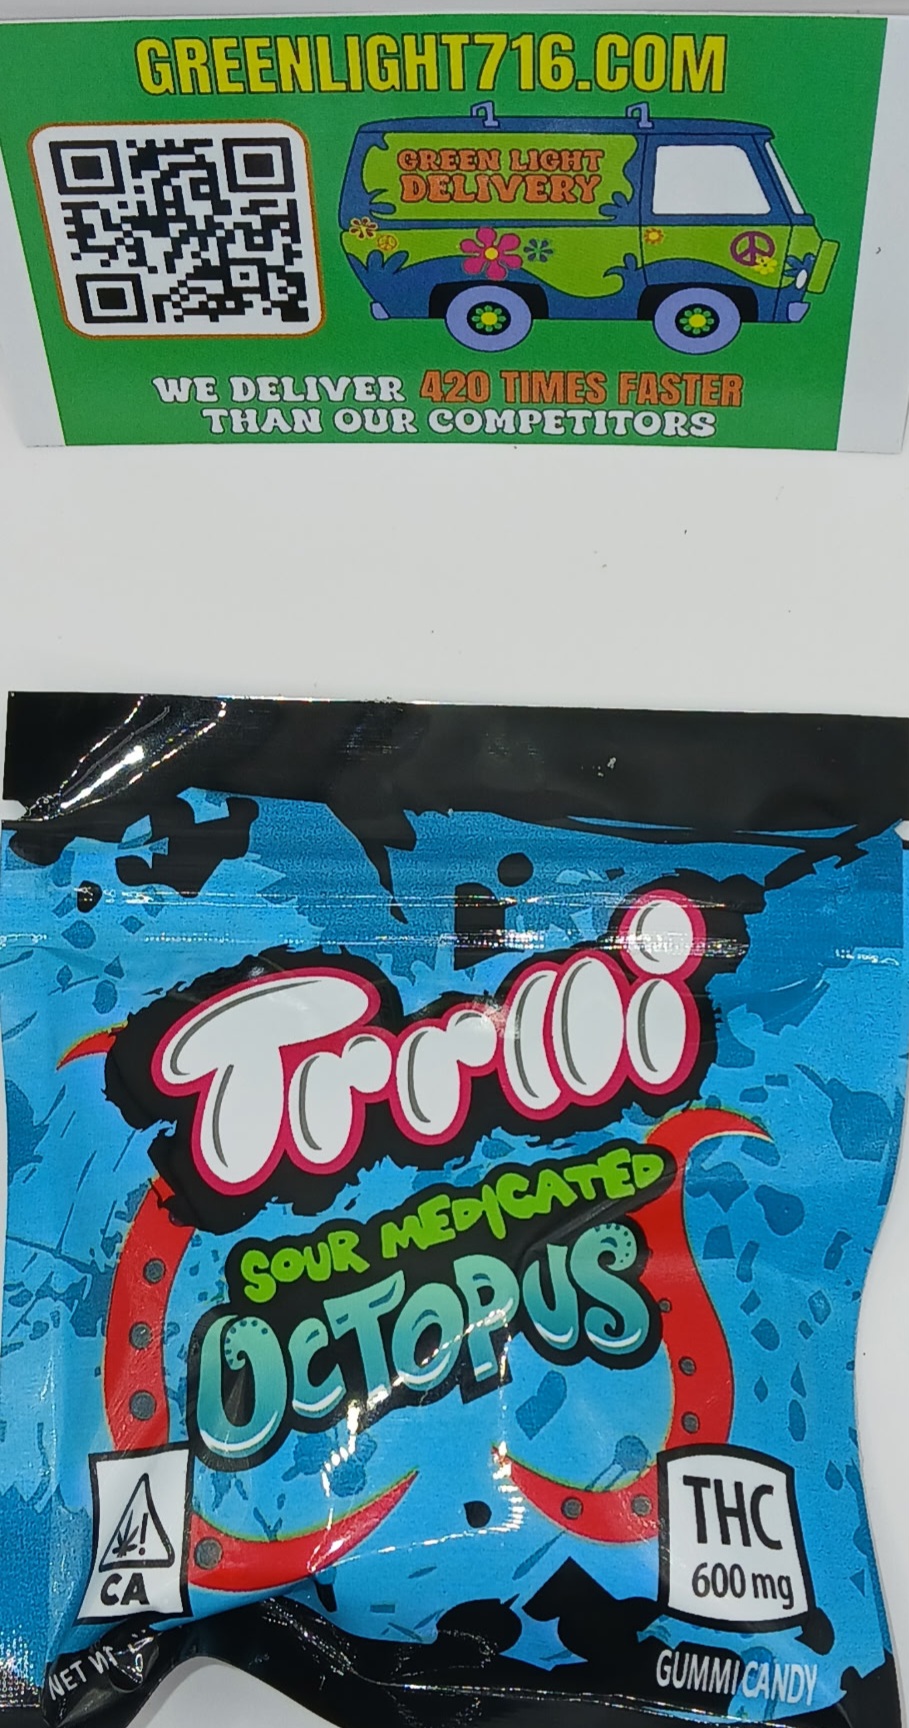 GREENLIGHT716.COM
GREEN LIGHT
DELIVERY
WE DELIVER 420 TIMES FASTER
THAN OUR COMPETITORS
Trrlli
SOUR MEDICATED
OCTOPUS
CA
THC
600 mg
NET
GUMMI CANDY